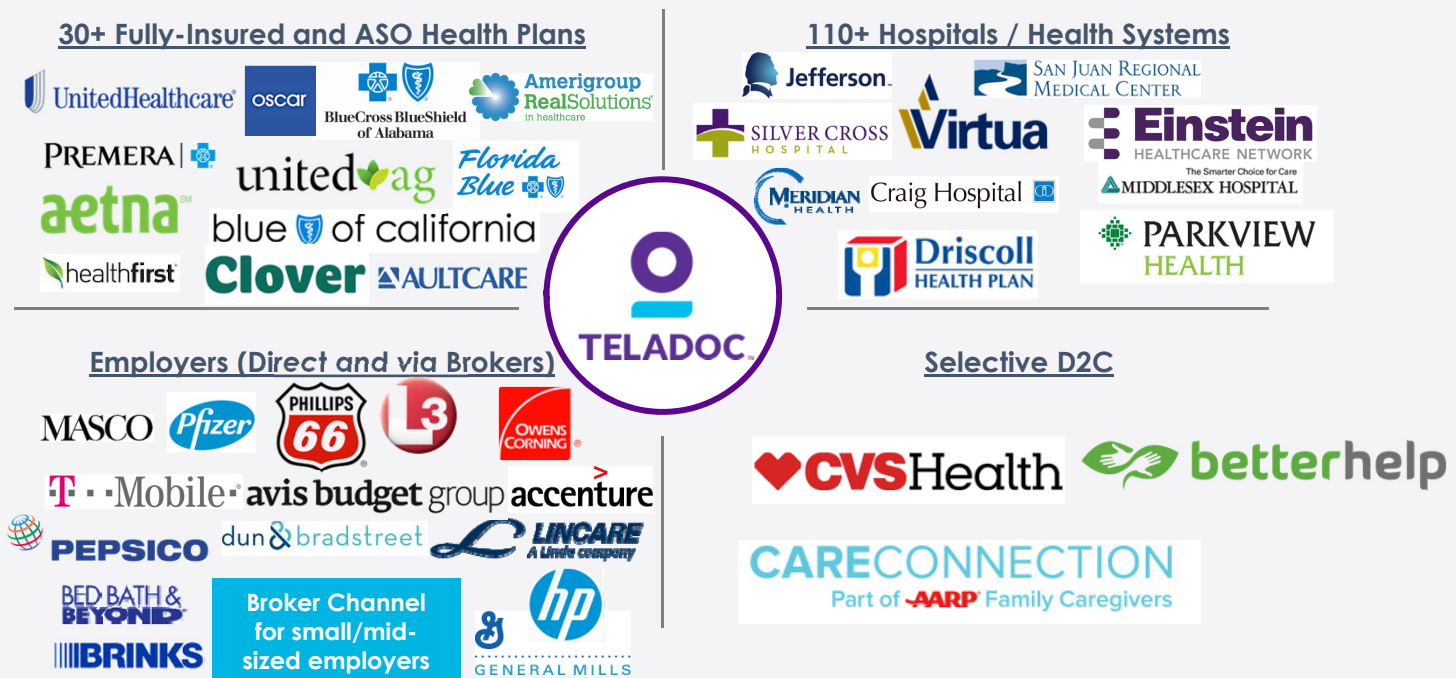 30+ Fully-Insured and ASO Health Plans
UnitedHealthcare®
oscar
BlueCross BlueShield
of Alabama
Amerigroup
RealSolutions®
in healthcare
PREMERA
united ag
Florida
Blue
aetna SM
blue of california
healthfirst
Clover
AULTCARE
110+ Hospitals / Health Systems
Jefferson
SAN JUAN REGIONAL
MEDICAL CENTER
SILVER CROSS
HOSPITAL
Virtua
Einstein
HEALTHCARE NETWORK
The Smarter Choice for Care
MIDDLESEX HOSPITAL
MERIDIAN
HEALTH
Craig Hospital
Driscoll
HEALTH PLAN
PARKVIEW
HEALTH
TELADOC™
Employers (Direct and via Brokers)
MASCO
Pfizer
PHILLIPS
66®
L3
OWENS
CORNING®
T··Mobile·®
avis budget group
accenture
>
PEPSICO
dun & bradstreet
LINCARE
A Linde company
BED BATH &
BEYOND
BRINKS
Broker Channel
for small/mid-
sized employers
hp
G
GENERAL MILLS
Selective D2C
CVSHealth
betterhelp
CARECONNECTION
Part of AARP® Family Caregivers